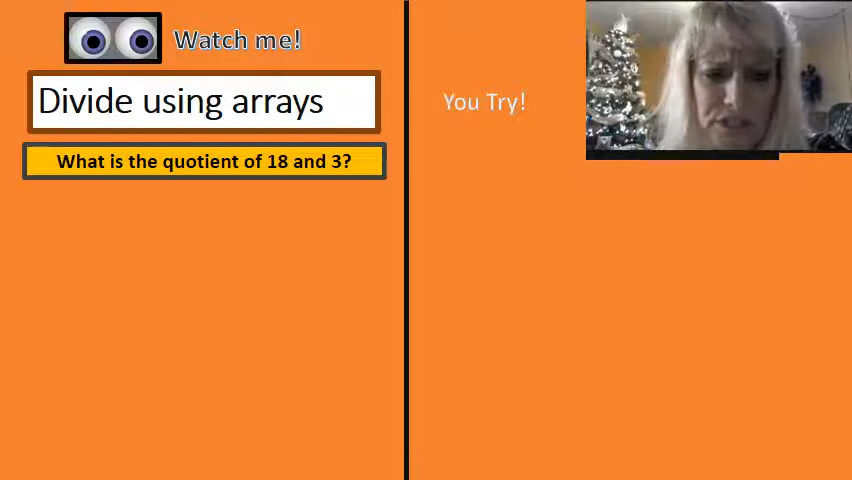 Watch me!
Divide using arrays
What is the quotient of 18 and 3?
You Try!